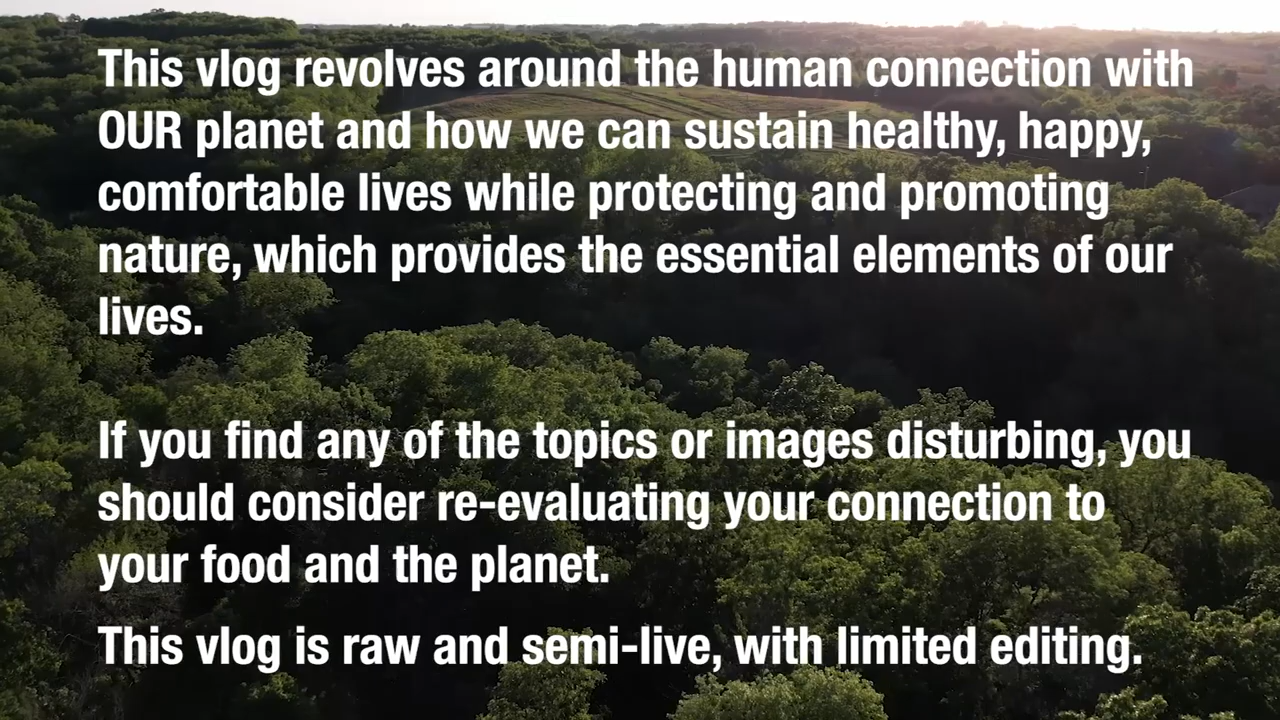 This vlog revolves around the human connection with
OUR planet and how we can sustain healthy, happy,
comfortable lives while protecting and promoting
nature, which provides the essential elements of our
lives.
If you find any of the topics or images disturbing, you
should consider re-evaluating your connection to
your food and the planet.
This vlog is raw and semi-live, with limited editing.